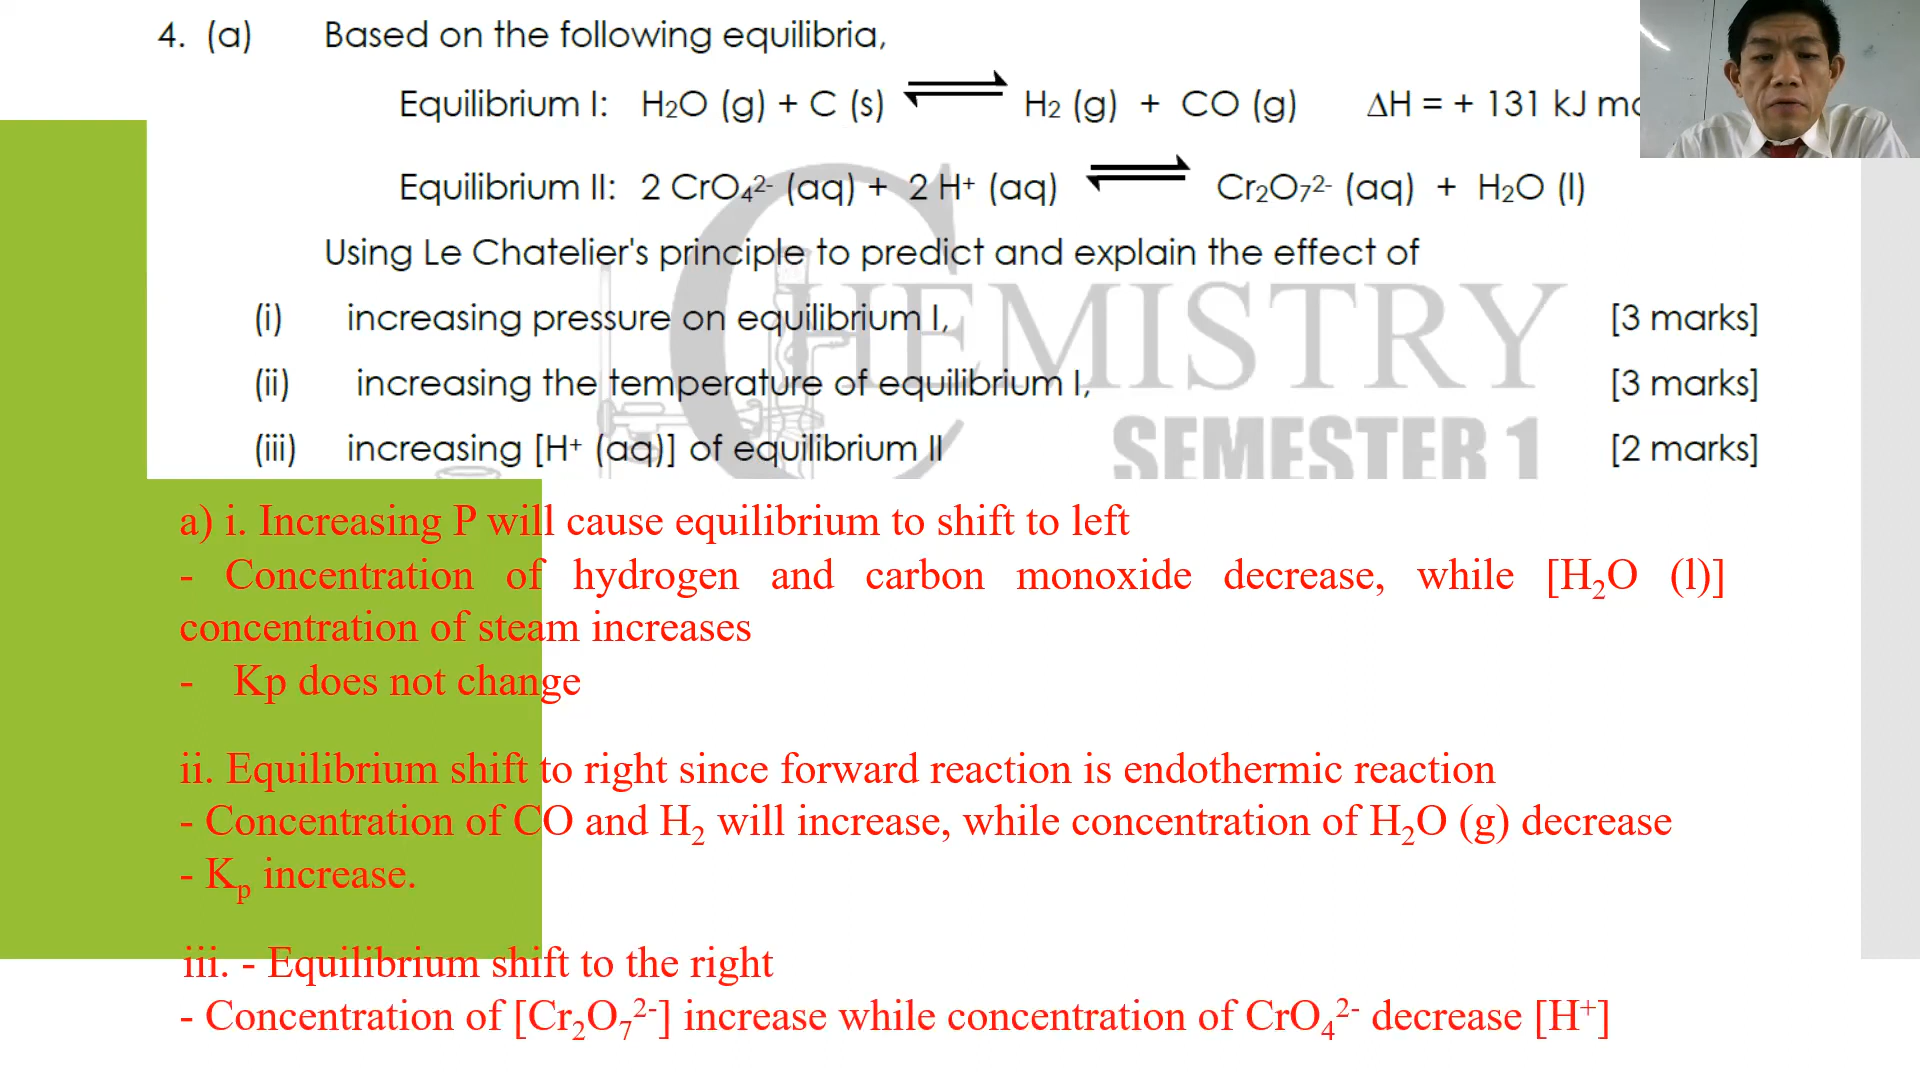 4. (a) Based on the following equilibria,
Equilibrium I: H₂O (g) + C (s) ⇌ H₂ (g) + CO (g) ΔH = + 131 kJ
Equilibrium II: 2 CrO₄²⁻ (aq) + 2 H⁺ (aq) ⇌ Cr₂O₇²⁻ (aq) + H₂O (l)
Using Le Chatelier's principle to predict and explain the effect of
(i) increasing pressure on equilibrium I, [3 marks]
(ii) increasing the temperature of equilibrium I, [3 marks]
(iii) increasing [H⁺ (aq)] of equilibrium II [2 marks]
CHEMISTRY
SEMESTER 1
a) i. Increasing P will cause equilibrium to shift to left
- Concentration of hydrogen and carbon monoxide decrease, while [H₂O (l)]
concentration of steam increases
- Kp does not change
ii. Equilibrium shift to right since forward reaction is endothermic reaction
- Concentration of CO and H₂ will increase, while concentration of H₂O (g) decrease
- Kₚ increase.
iii. - Equilibrium shift to the right
- Concentration of [Cr₂O₇²⁻] increase while concentration of CrO₄²⁻ decrease [H⁺]